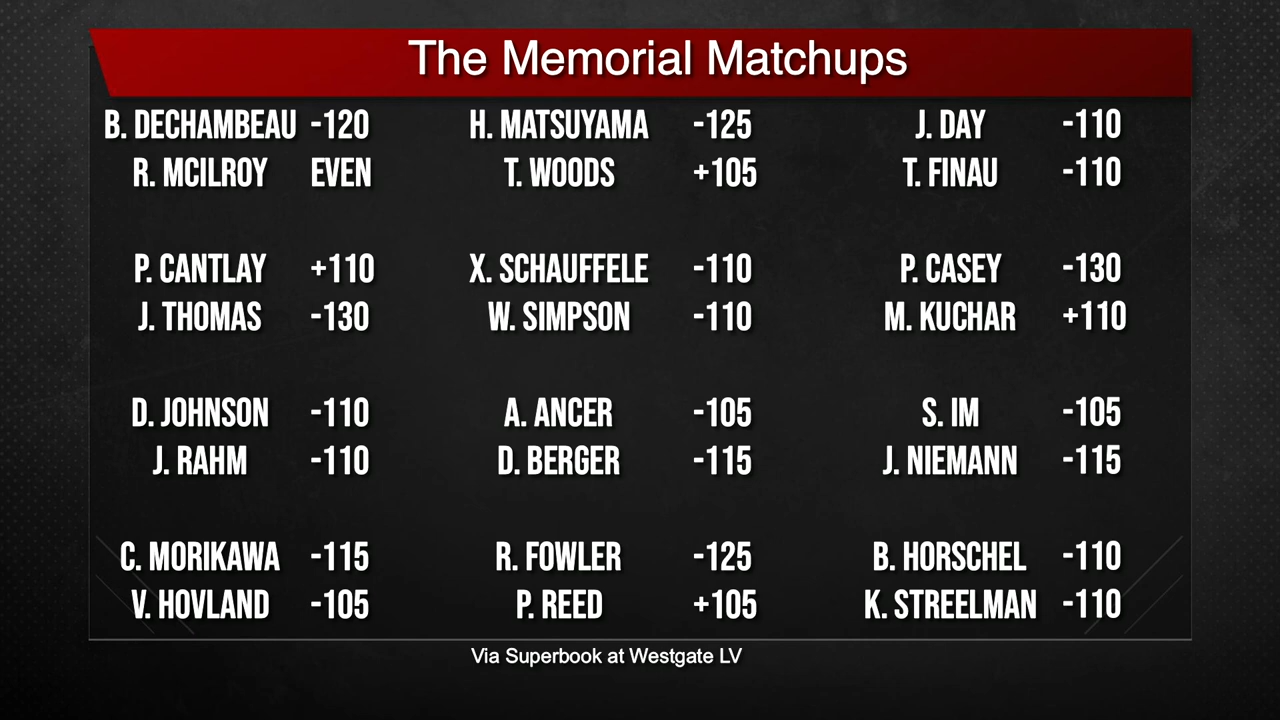 The Memorial Matchups
B. DECHAMBEAU -120 H. MATSUYAMA -125 J. DAY -110
R. MCILROY EVEN T. WOODS +105 T. FINAU -110
P. CANTLAY +110 X. SCHAUFFELE -110 P. CASEY -130
J. THOMAS -130 W. SIMPSON -110 M. KUCHAR +110
D. JOHNSON -110 A. ANCER -105 S. IM -105
J. RAHM -110 D. BERGER -115 J. NIEMANN -115
C. MORIKAWA -115 R. FOWLER -125 B. HORSCHEL -110
V. HOVLAND -105 P. REED +105 K. STREELMAN -110
Via Superbook at Westgate LV